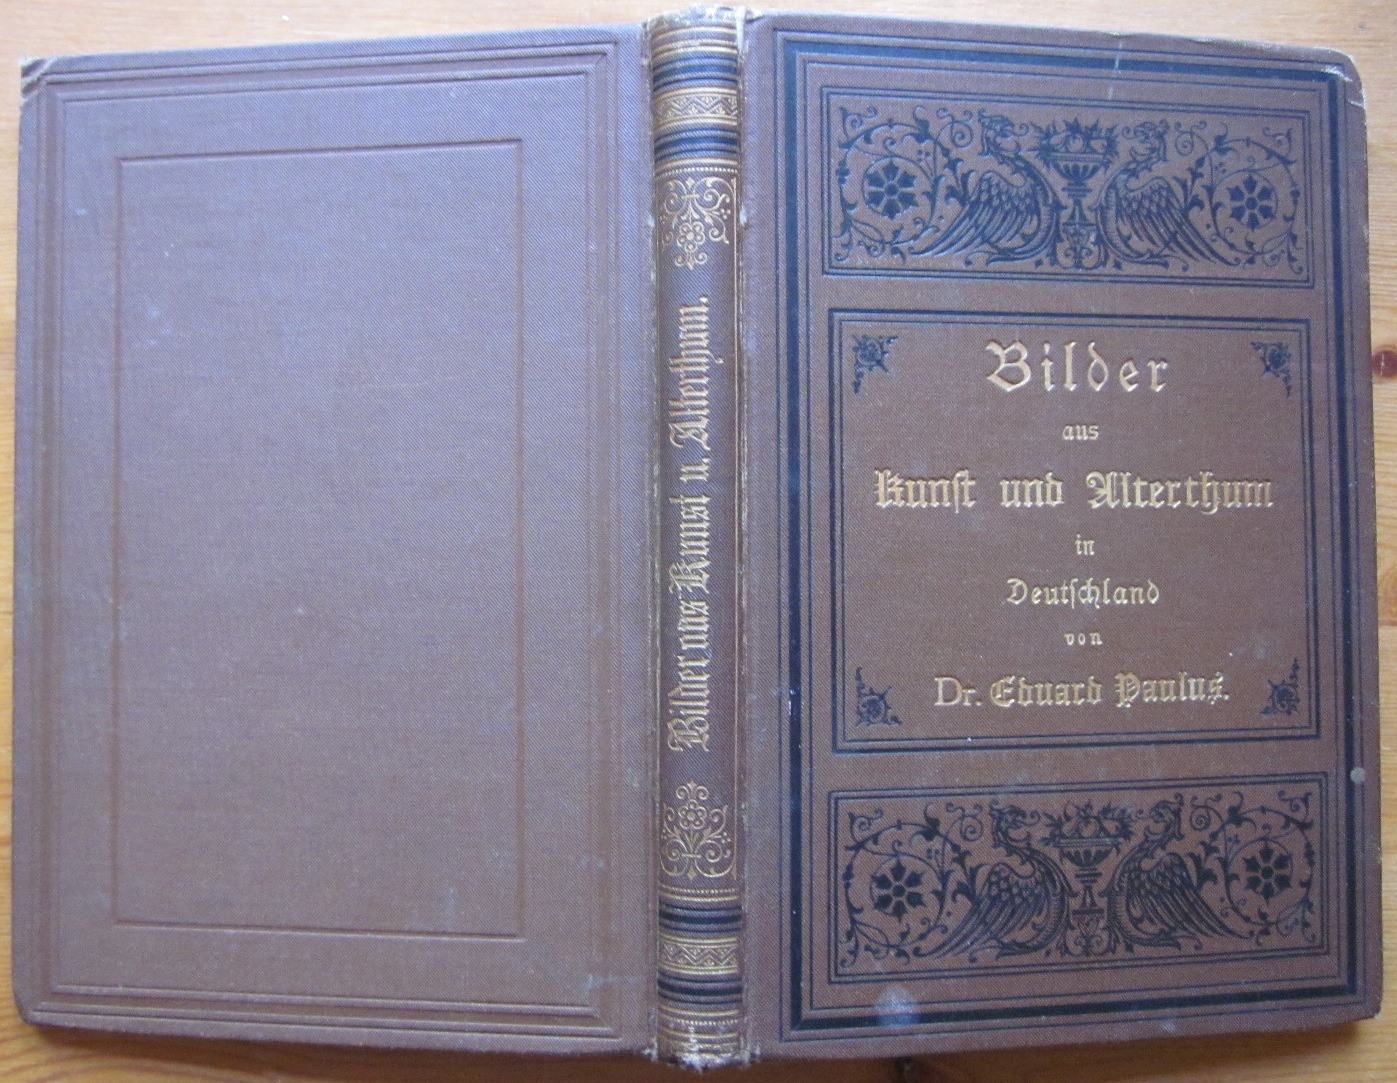 Bilder aus Kunst u. Alterthum.
Bilder
aus
Kunst und Alterthum
in
Deutschland
von
Dr. Eduard Paulus.